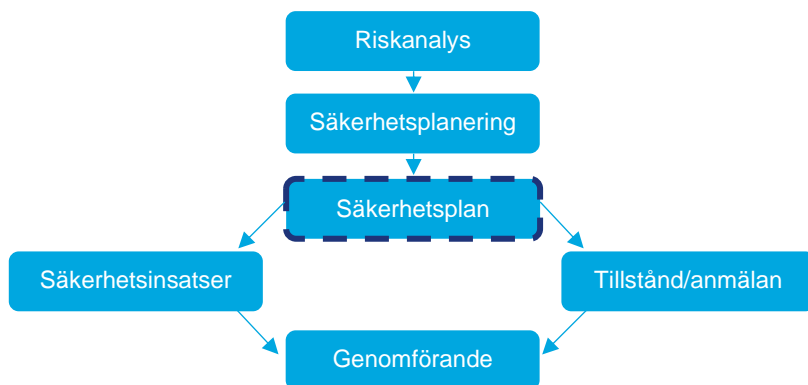 Riskanalys
Säkerhetsplanering
Säkerhetsplan
Säkerhetsinsatser
Tillstånd/anmälan
Genomförande